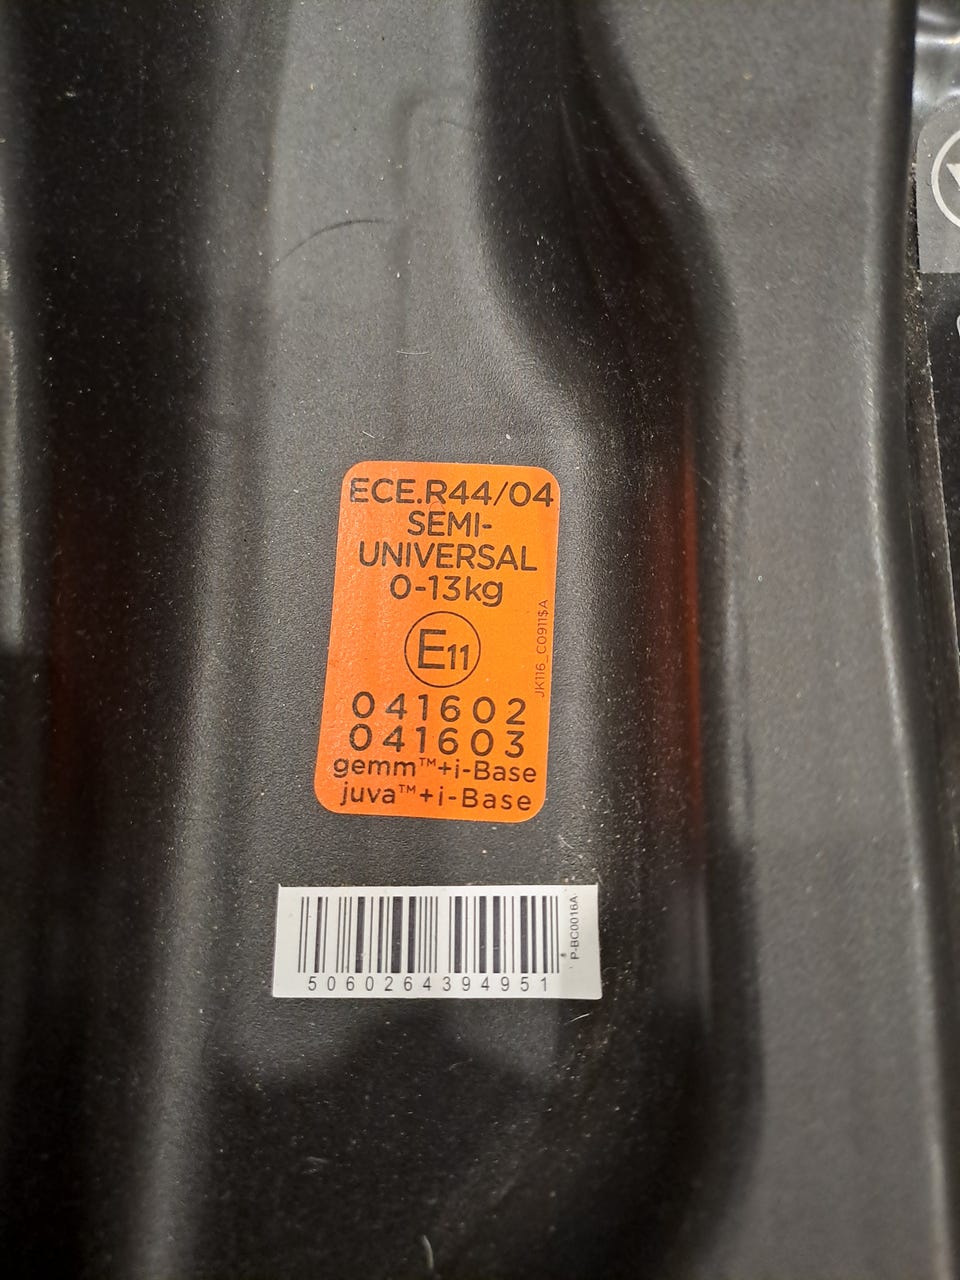 ECE.R44/04
SEMI-
UNIVERSAL
0-13kg
E11
JK116_C0911$A
041602
041603
gemm™+i-Base
juva™+i-Base
P-BC0016A
5060264394951